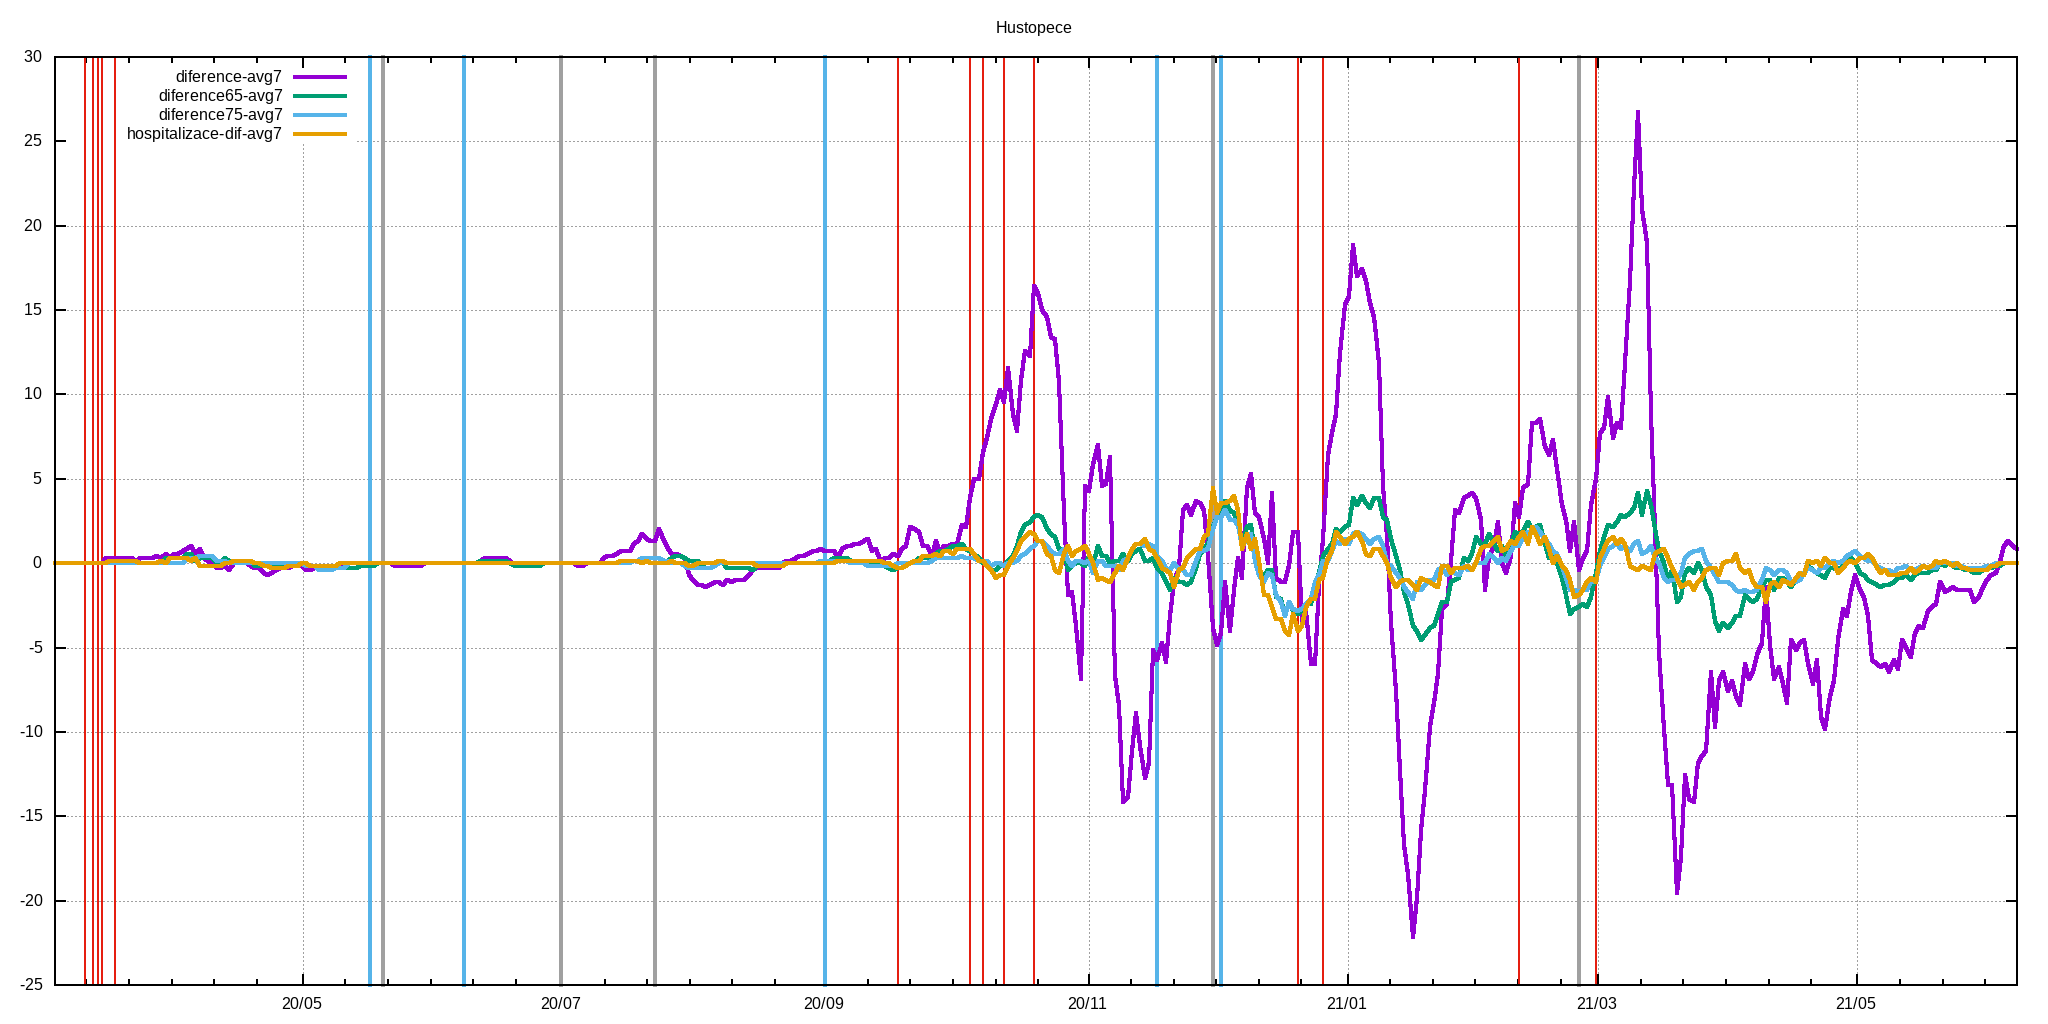 Hustopece
30
diference-avg7
diference65-avg7
diference75-avg7
hospitalizace-dif-avg7
25
20
15
10
5
0
-5
-10
-15
-20
-25
20/05 20/07 20/09 20/11 21/01 21/03 21/05